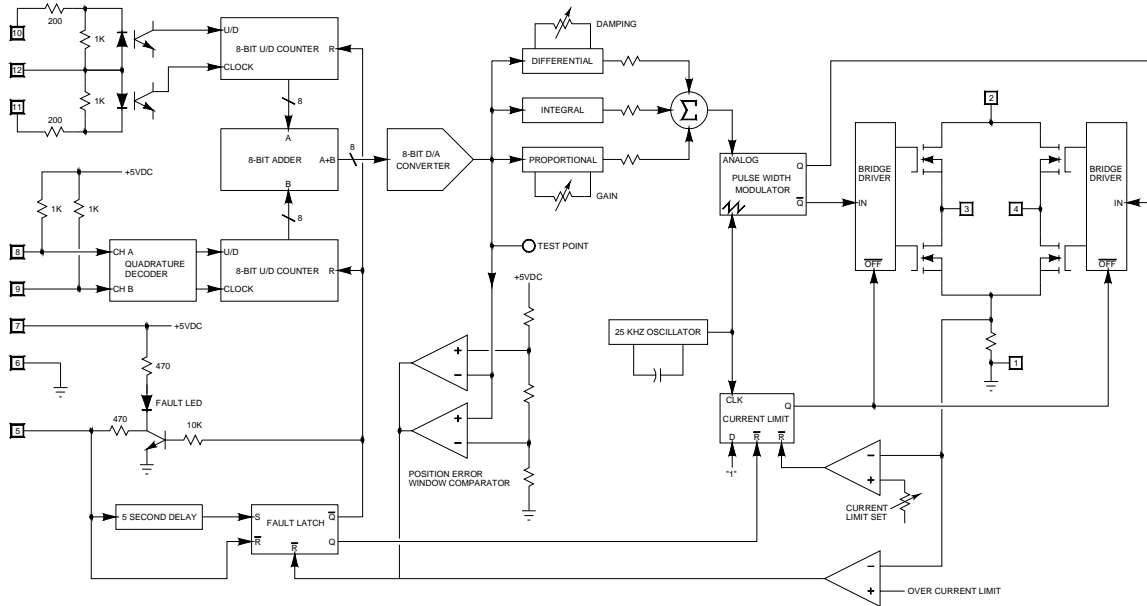 10
200
1K
12
1K
11
200
U/D
8-BIT U/D COUNTER
R
CLOCK
8
A
8-BIT ADDER
A+B
B
8
8
8-BIT D/A
CONVERTER
+5VDC
1K
1K
8
CH A
QUADRATURE
DECODER
9
CH B
U/D
8-BIT U/D COUNTER
R
CLOCK
DAMPING
DIFFERENTIAL
INTEGRAL
Σ
PROPORTIONAL
GAIN
TEST POINT
+5VDC
ANALOG
Q
PULSE WIDTH
MODULATOR
Q
2
BRIDGE
DRIVER
IN
OFF
3
4
BRIDGE
DRIVER
IN
OFF
1
7
+5VDC
6
470
FAULT LED
5
470
10K
25 KHZ OSCILLATOR
+
-
+
-
POSITION ERROR
WINDOW COMPARATOR
CLK
Q
CURRENT LIMIT
D
R
R
"1"
-
+
CURRENT
LIMIT SET
5 SECOND DELAY
S
Q
FAULT LATCH
R
R
Q
-
+
OVER CURRENT LIMIT